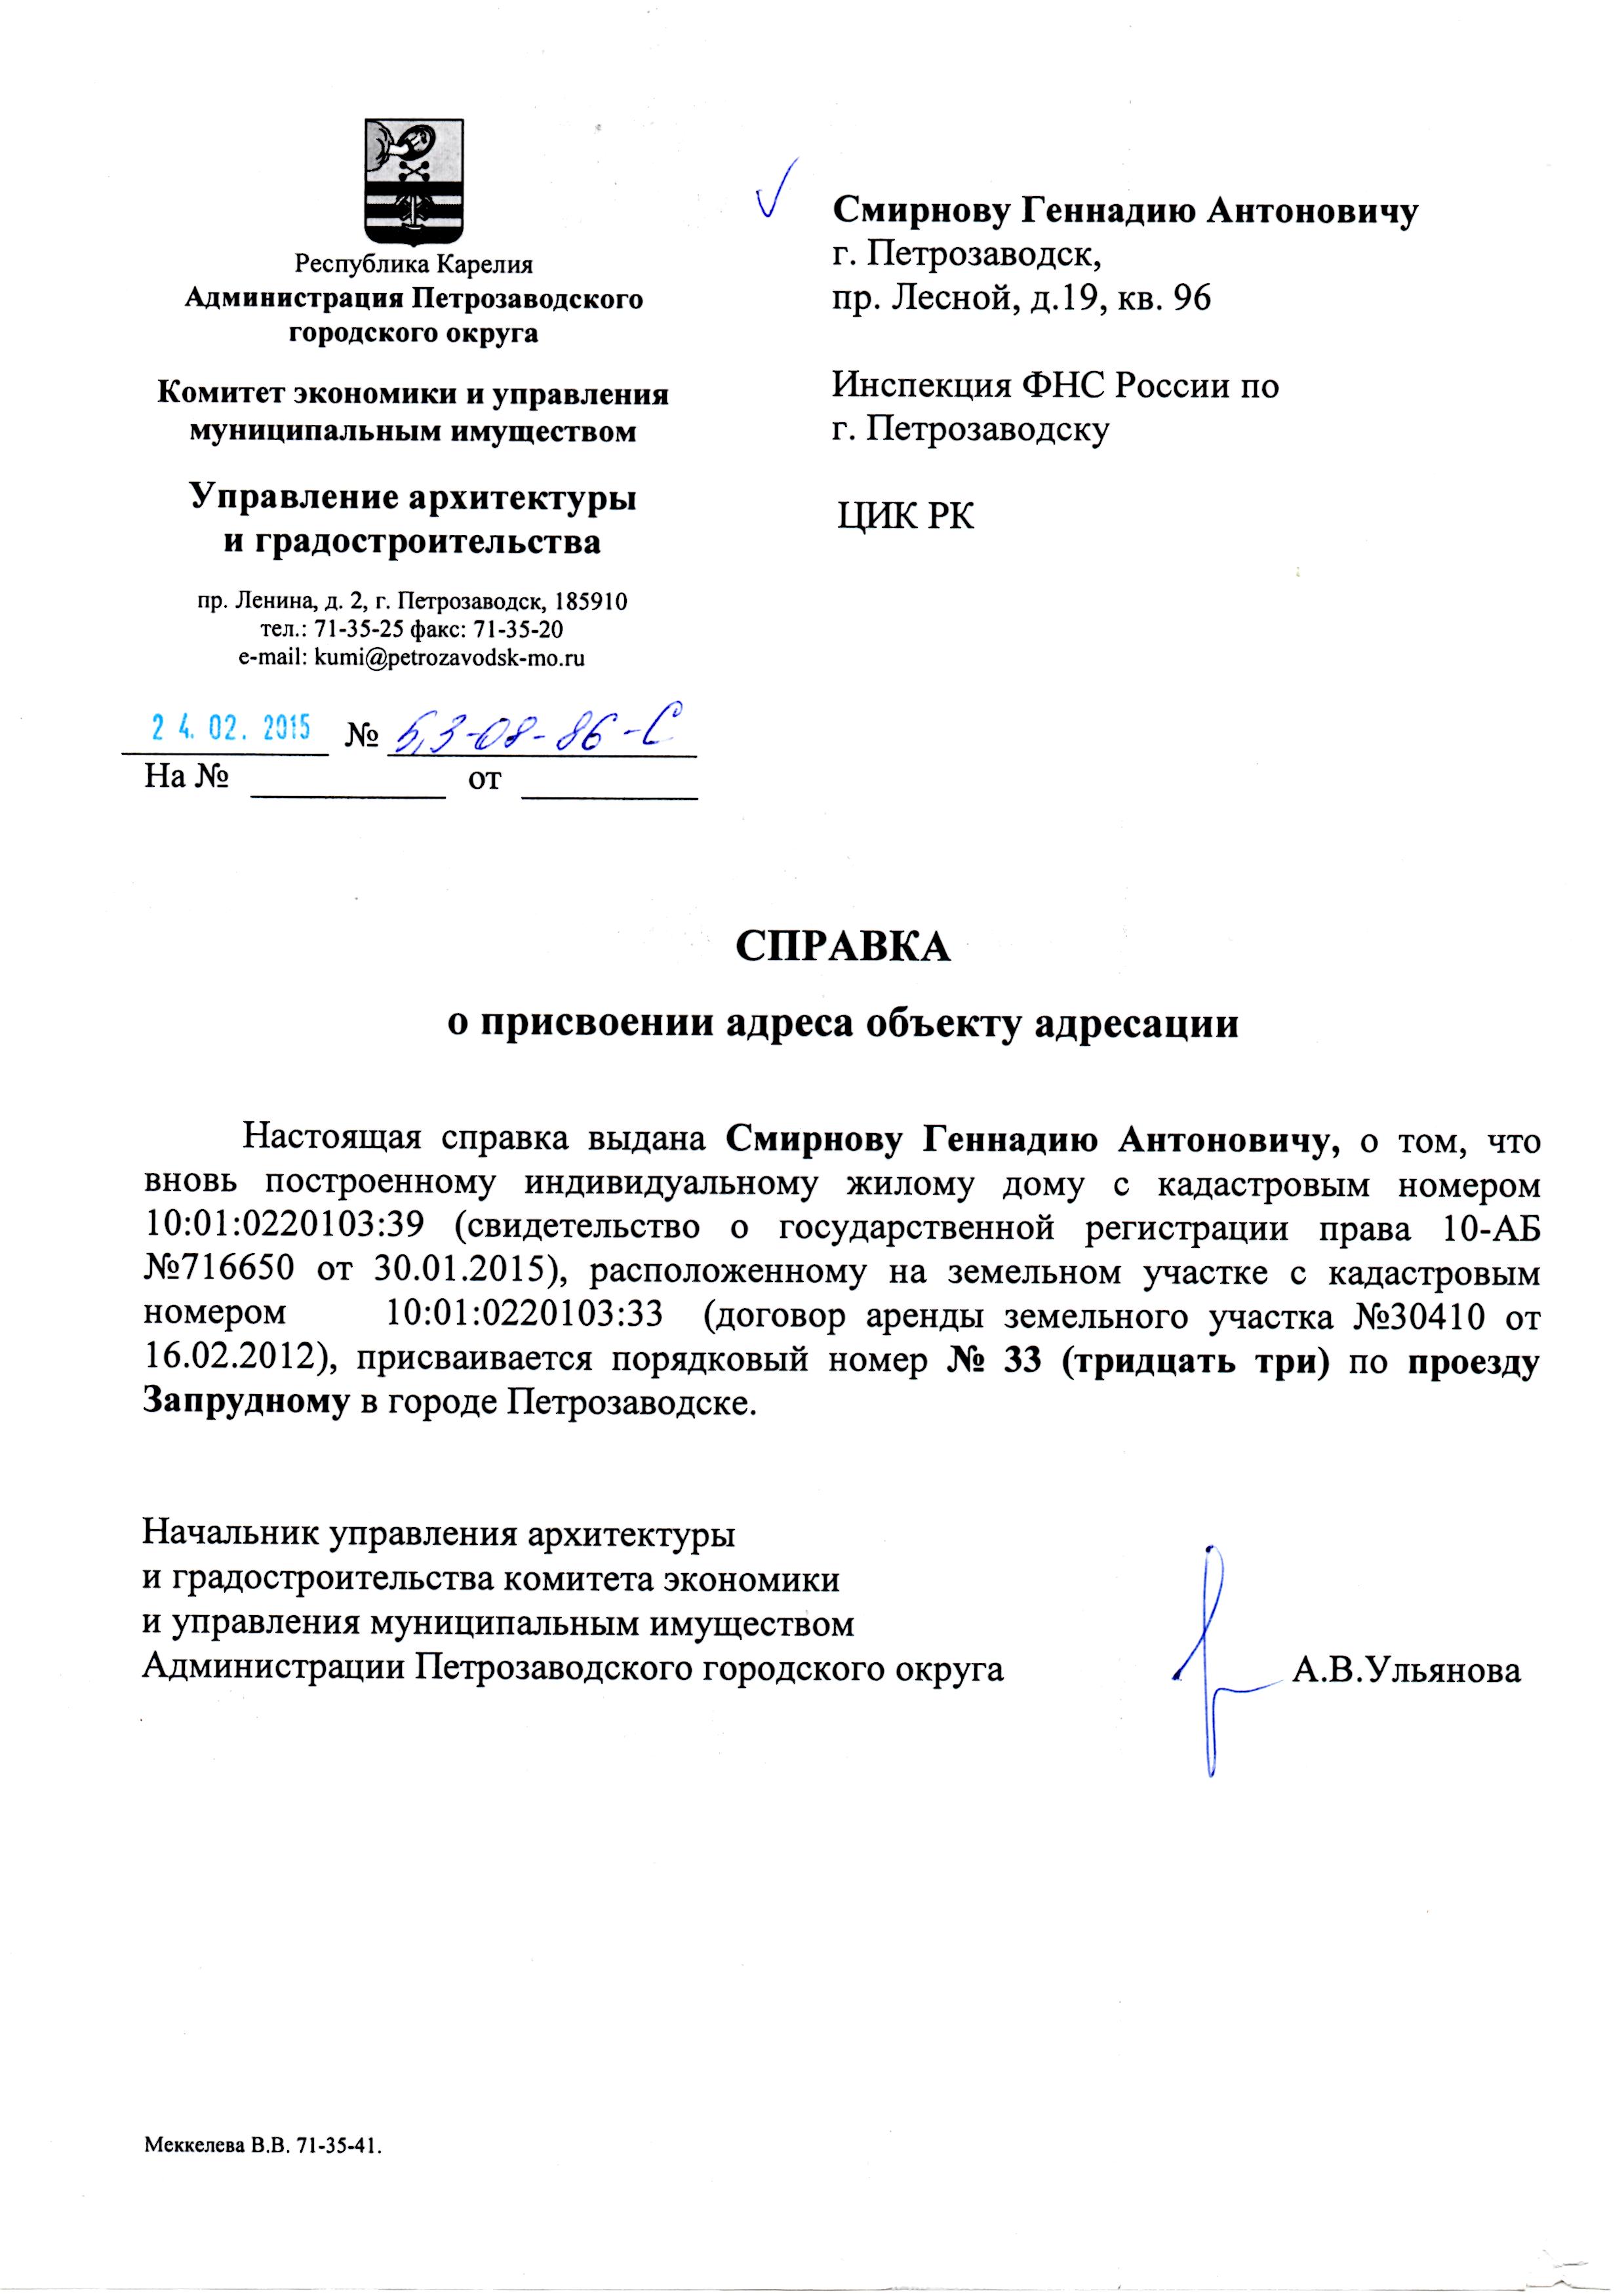 Республика Карелия
Администрация Петрозаводского
городского округа
Комитет экономики и управления
муниципальным имуществом
Управление архитектуры
и градостроительства
пр. Ленина, д. 2, г. Петрозаводск, 185910
тел.: 71-35-25 факс: 71-35-20
e-mail: kumi@petrozavodsk-mo.ru
24.02.2015 № 5,3-08-86-С
На № от
Смирнову Геннадию Антоновичу
г. Петрозаводск,
пр. Лесной, д.19, кв. 96
Инспекция ФНС России по
г. Петрозаводску
ЦИК РК
СПРАВКА
о присвоении адреса объекту адресации
Настоящая справка выдана Смирнову Геннадию Антоновичу, о том, что
вновь построенному индивидуальному жилому дому с кадастровым номером
10:01:0220103:39 (свидетельство о государственной регистрации права 10-АБ
№716650 от 30.01.2015), расположенному на земельном участке с кадастровым
номером 10:01:0220103:33 (договор аренды земельного участка №30410 от
16.02.2012), присваивается порядковый номер № 33 (тридцать три) по проезду
Запрудному в городе Петрозаводске.
Начальник управления архитектуры
и градостроительства комитета экономики
и управления муниципальным имуществом
Администрации Петрозаводского городского округа А.В.Ульянова
Меккелева В.В. 71-35-41.